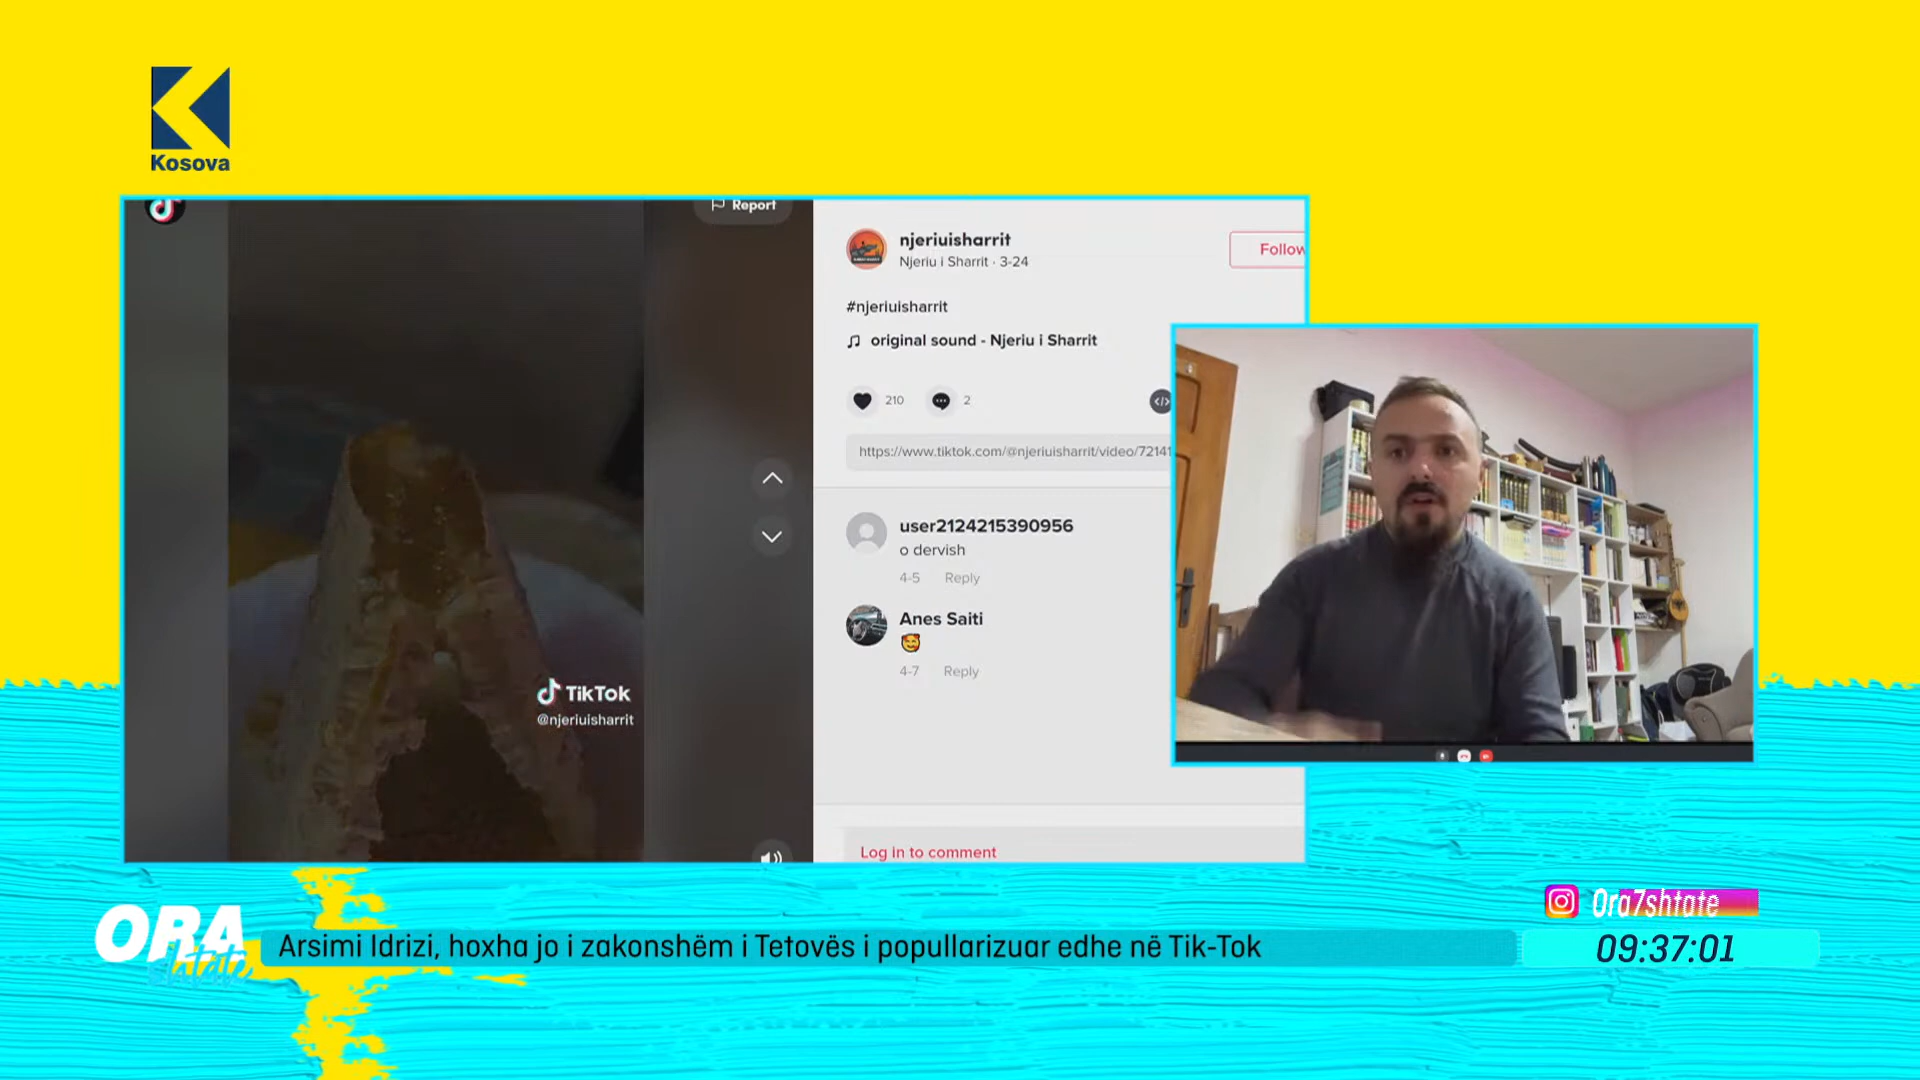 Kosova
Report
njeriuisharrit
Njeriu i Sharrit · 3-24
Follow
#njeriuisharrit
original sound - Njeriu i Sharrit
210
2
</>
https://www.tiktok.com/@njeriuisharrit/video/72141
user2124215390956
o dervish
4-5 Reply
Anes Saiti
4-7 Reply
TikTok
@njeriuisharrit
Log in to comment
ORA
shtatë
Arsimi Idrizi, hoxha jo i zakonshëm i Tetovës i popullarizuar edhe në Tik-Tok
Ora7shtate
09:37:01